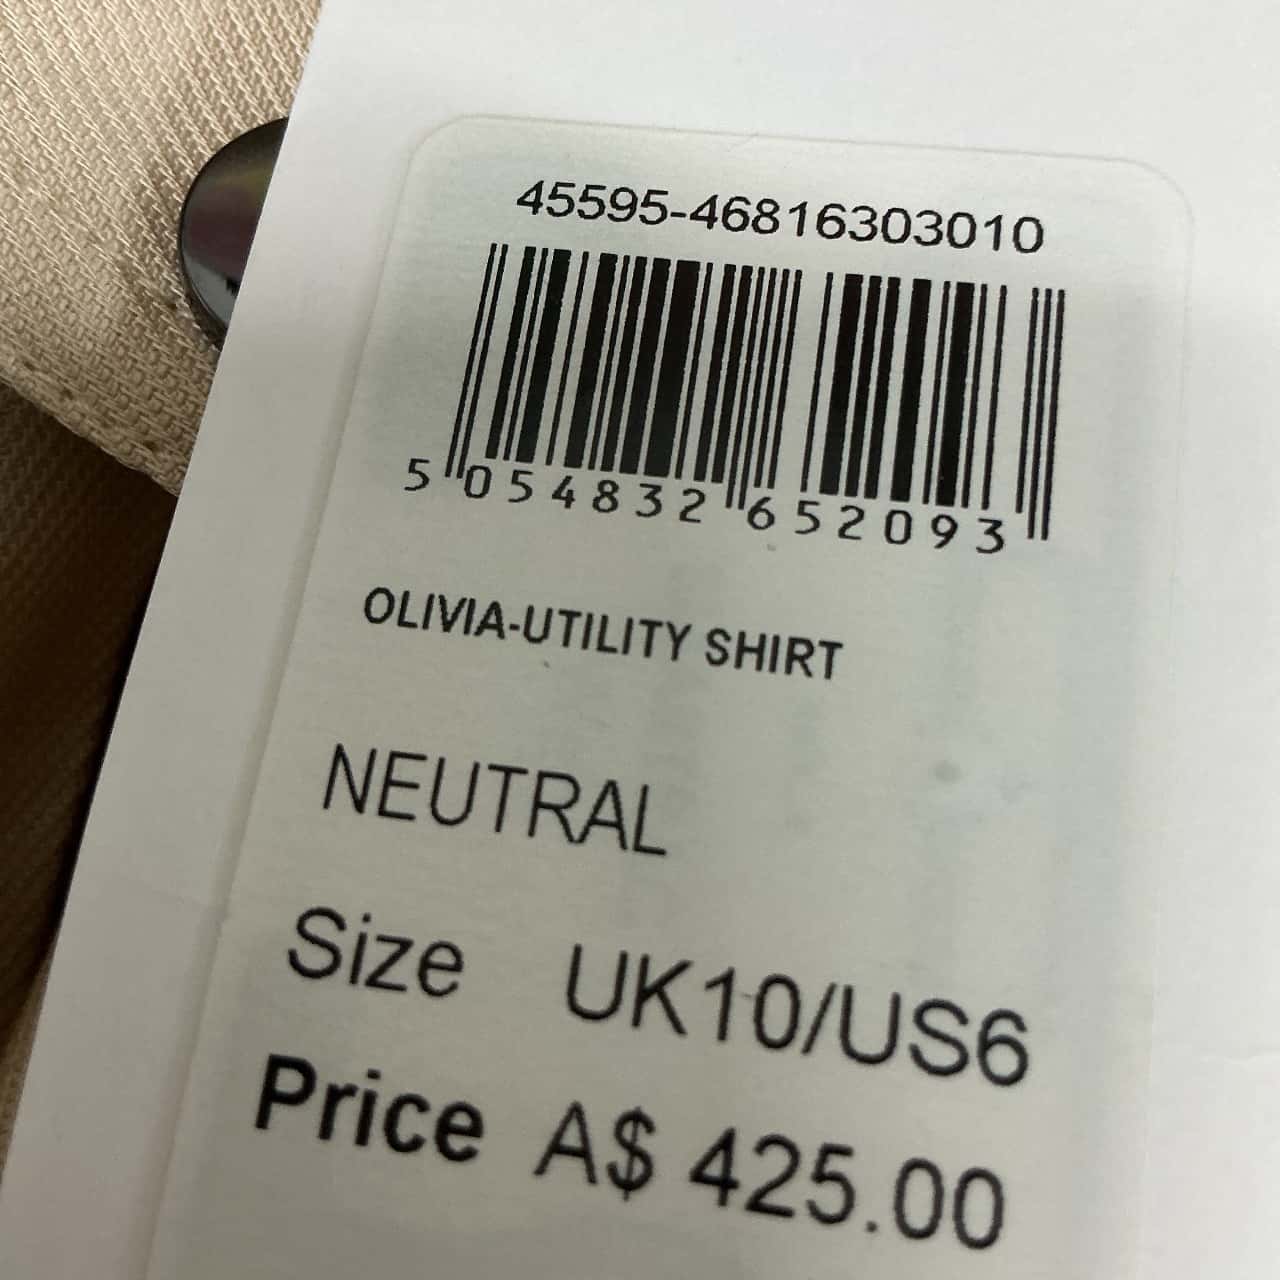 45595-46816303010
5 054832 652093
OLIVIA-UTILITY SHIRT
NEUTRAL
Size UK10/US6
Price A$ 425.00